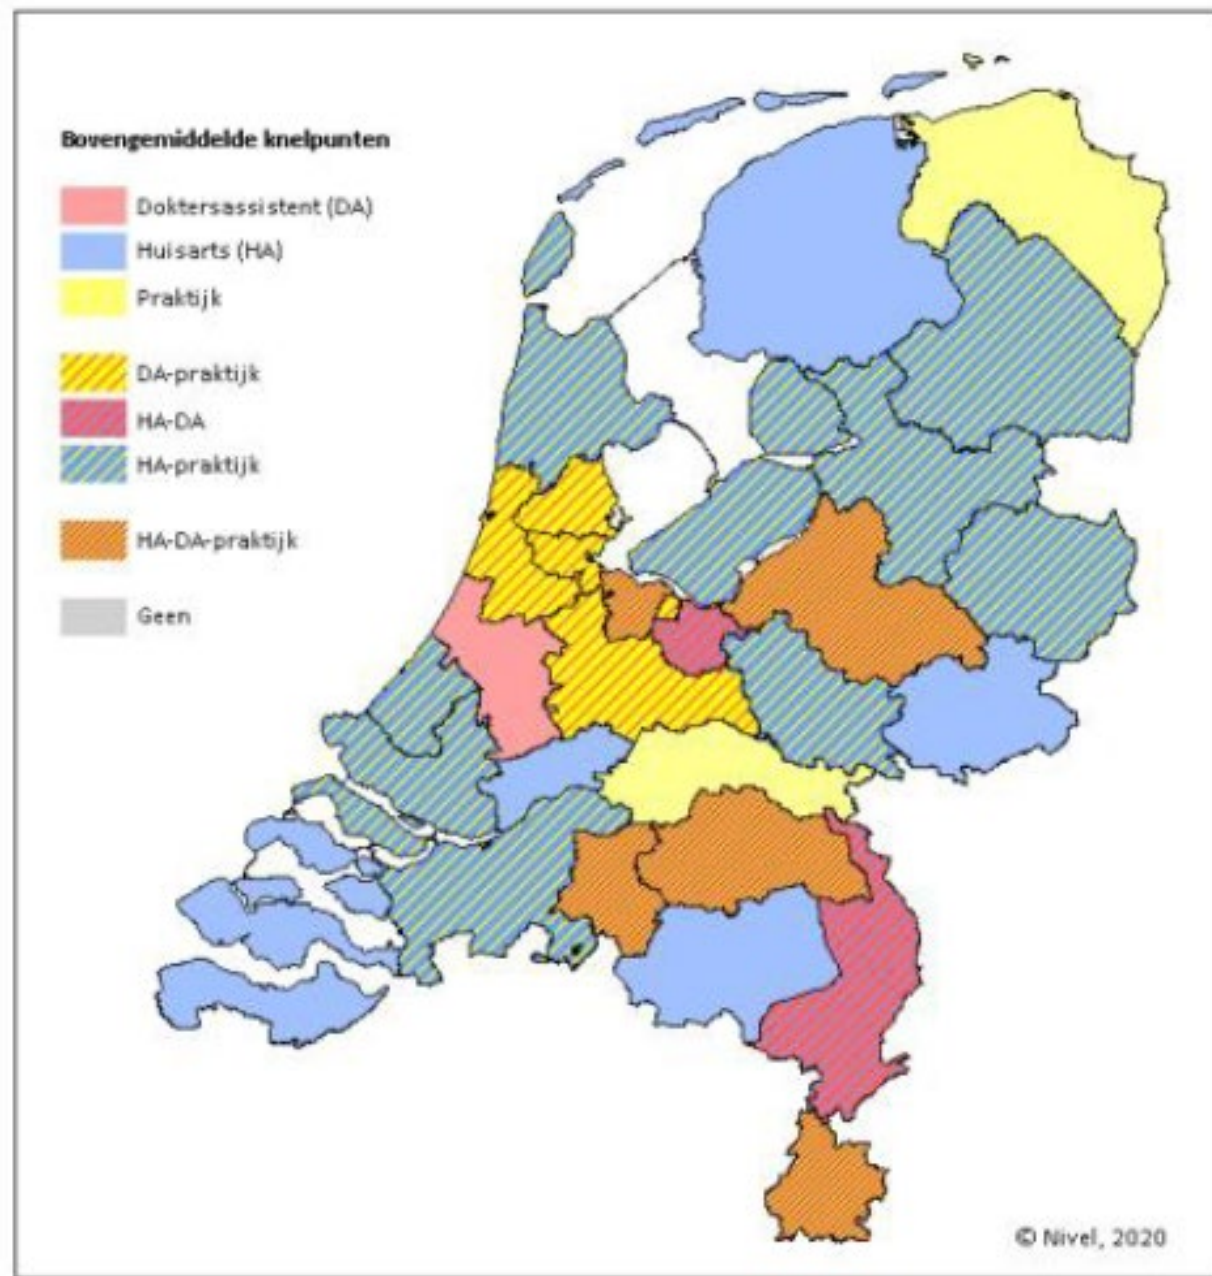 Bovengemiddelde knelpunten
Doktersassistent (DA)
Huisarts (HA)
Praktijk
DA-praktijk
HA-DA
HA-praktijk
HA-DA-praktijk
Geen
© Nivel, 2020